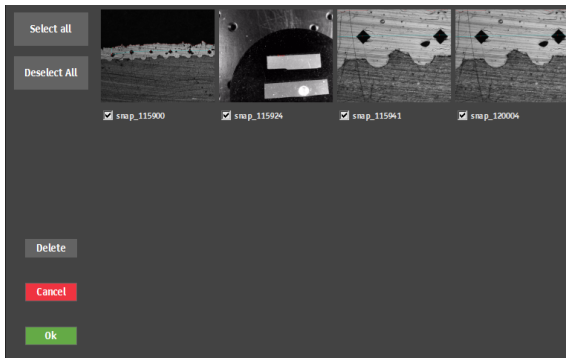 Select all
Deselect All
snap_115900
snap_115924
snap_115941
snap_120004
Delete
Cancel
Ok